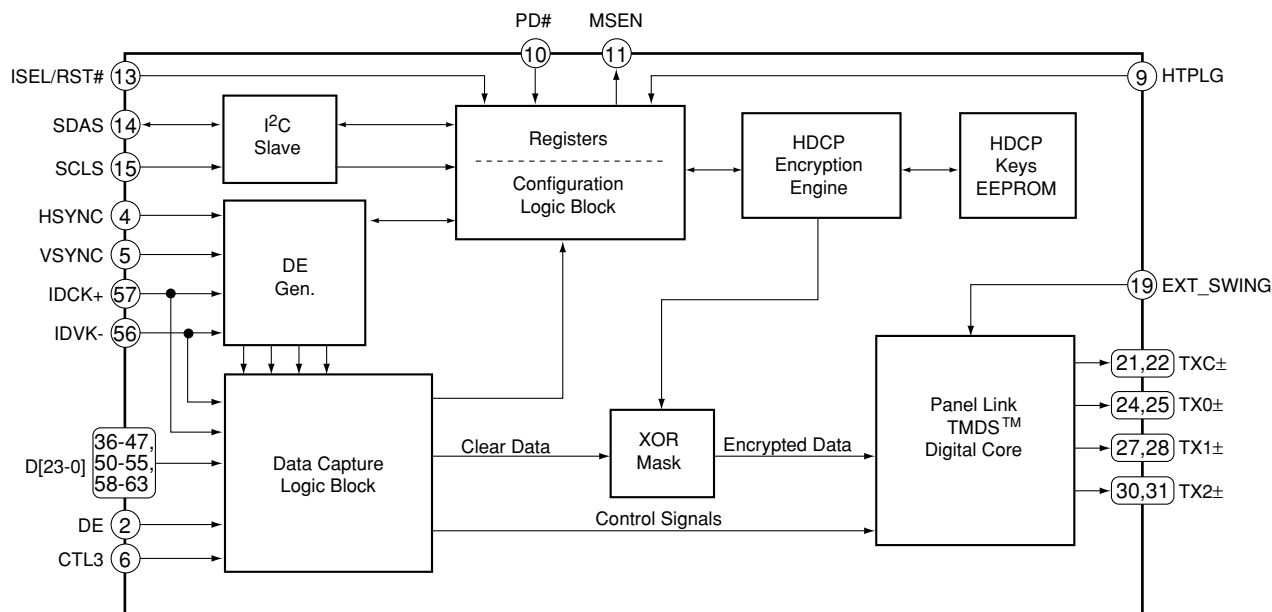 PD#
MSEN
10
11
ISEL/RST#
13
9
HTPLG
SDAS
14
I²C
Slave
SCLS
15
Registers
Configuration
Logic Block
HDCP
Encryption
Engine
HDCP
Keys
EEPROM
HSYNC
4
VSYNC
5
IDCK+
57
IDVK-
56
DE
Gen.
19
EXT_SWING
21,22
TXC±
24,25
TX0±
27,28
TX1±
30,31
TX2±
Panel Link
TMDS™
Digital Core
D[23-0]
36-47,
50-55,
58-63
Data Capture
Logic Block
Clear Data
XOR
Mask
Encrypted Data
Control Signals
DE
2
CTL3
6